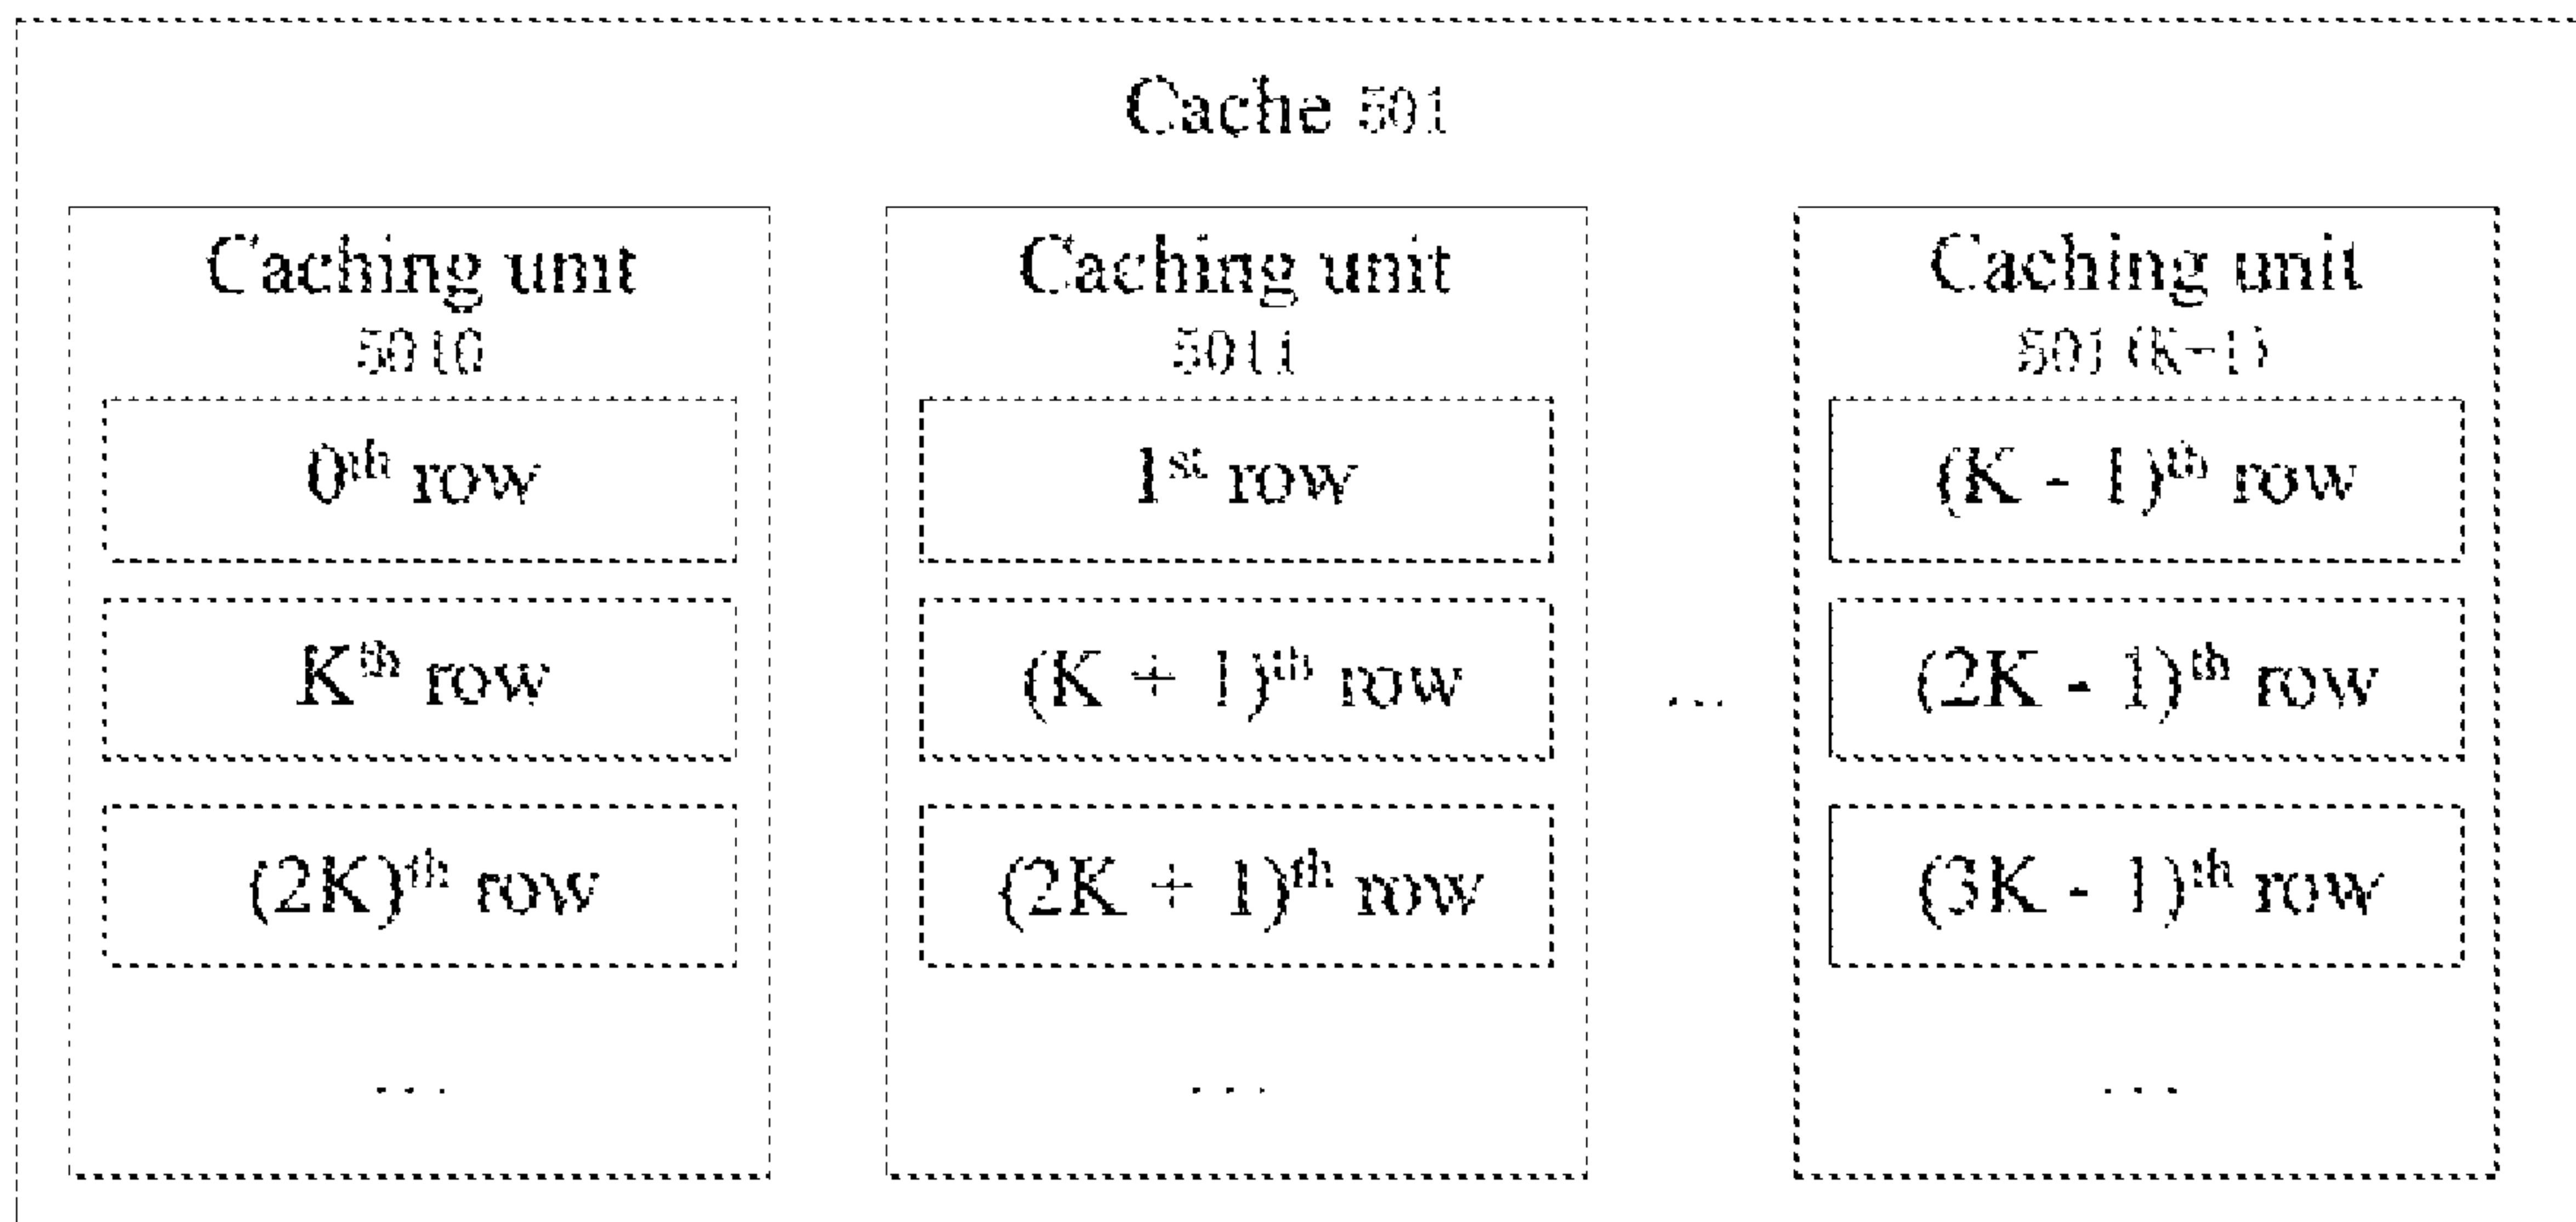 Cache 501
Caching unit
5010
0th row
Kth row
(2K)th row
...
Caching unit
5011
1st row
(K + 1)th row
(2K + 1)th row
...
...
Caching unit
501(K-1)
(K - 1)th row
(2K - 1)th row
(3K - 1)th row
...